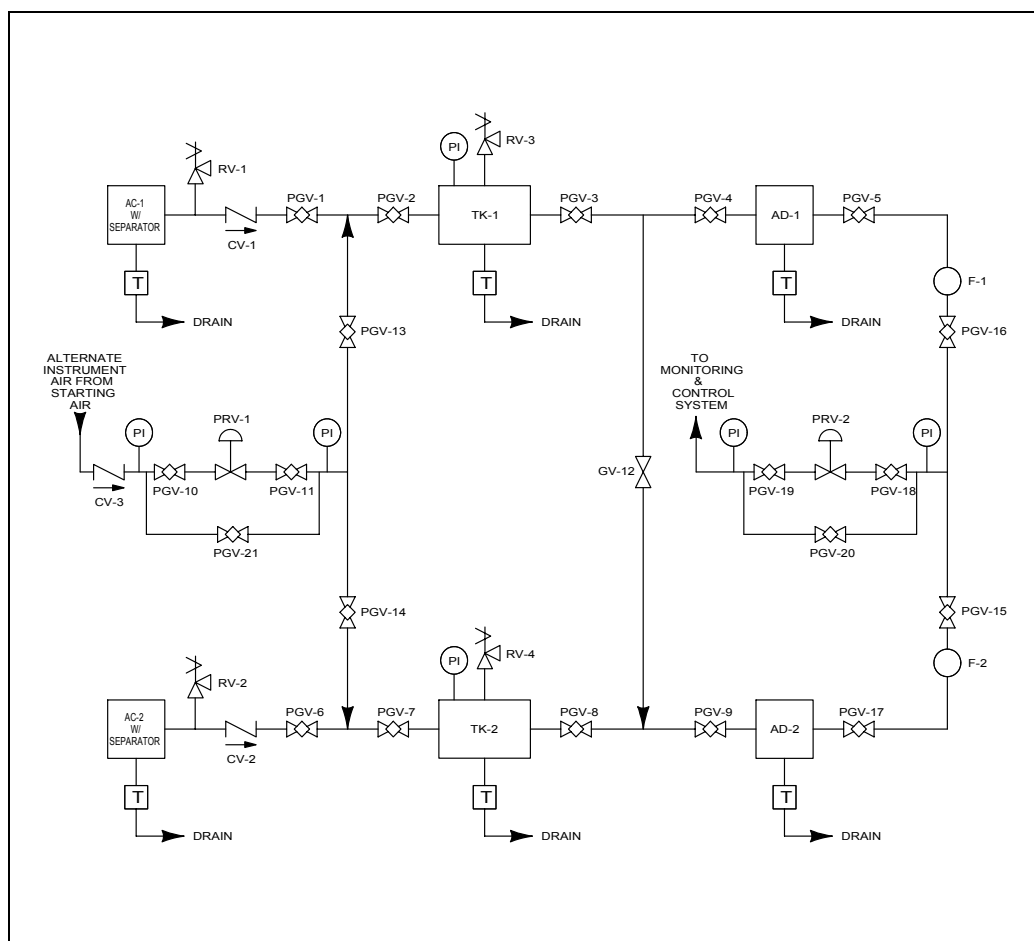 PI
RV-3
RV-1
AC-1
W/
SEPARATOR
PGV-1
PGV-2
TK-1
PGV-3
PGV-4
AD-1
PGV-5
CV-1
T
DRAIN
T
DRAIN
T
DRAIN
F-1
PGV-13
PGV-16
ALTERNATE
INSTRUMENT
AIR FROM
STARTING
AIR
TO
MONITORING
&
CONTROL
SYSTEM
PI
PRV-1
PI
PI
PRV-2
PI
CV-3
PGV-10
PGV-11
GV-12
PGV-19
PGV-18
PGV-21
PGV-20
PGV-14
PGV-15
PI
RV-4
F-2
RV-2
AC-2
W/
SEPARATOR
PGV-6
PGV-7
TK-2
PGV-8
PGV-9
AD-2
PGV-17
CV-2
T
DRAIN
T
DRAIN
T
DRAIN